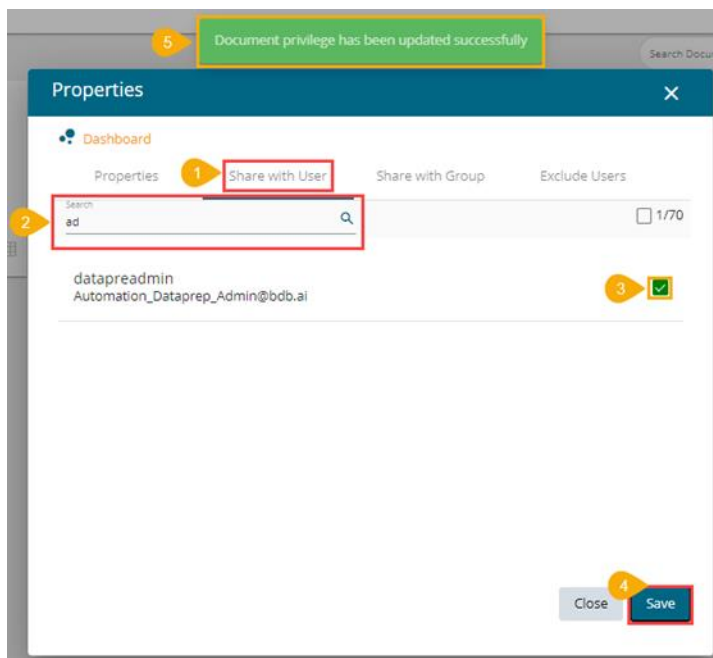 5
Document privilege has been updated successfully
Search Docu
Properties
Dashboard
Properties
1
Share with User
Share with Group
Exclude Users
2
Search
ad
1/70
datapreadmin
Automation_Dataprep_Admin@bdb.ai
3
4
Close
Save